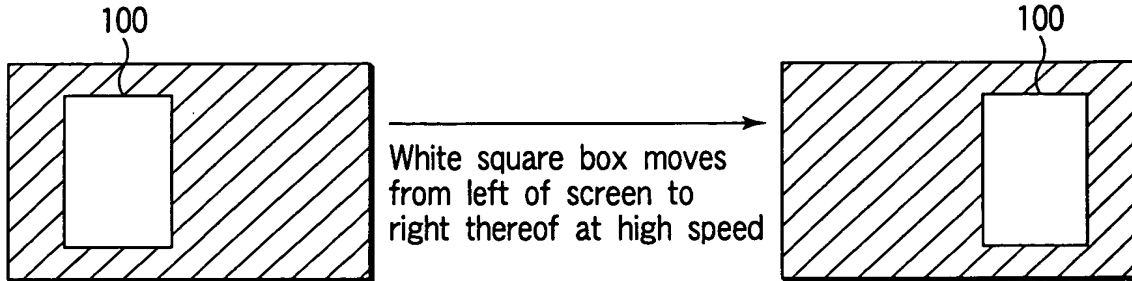 100
100
White square box moves
from left of screen to
right thereof at high speed